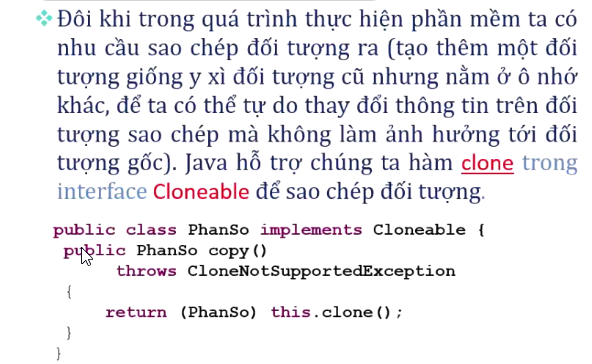 Đôi khi trong quá trình thực hiện phần mềm ta có
nhu cầu sao chép đối tượng ra (tạo thêm một đối
tượng giống y xì đối tượng cũ nhưng nằm ở ô nhớ
khác, để ta có thể tự do thay đổi thông tin trên đối
tượng sao chép mà không làm ảnh hưởng tới đối
tượng gốc). Java hỗ trợ chúng ta hàm clone trong
interface Cloneable để sao chép đối tượng.
public class PhanSo implements Cloneable {
public PhanSo copy()
throws CloneNotSupportedException
{
return (PhanSo) this.clone();
}
}